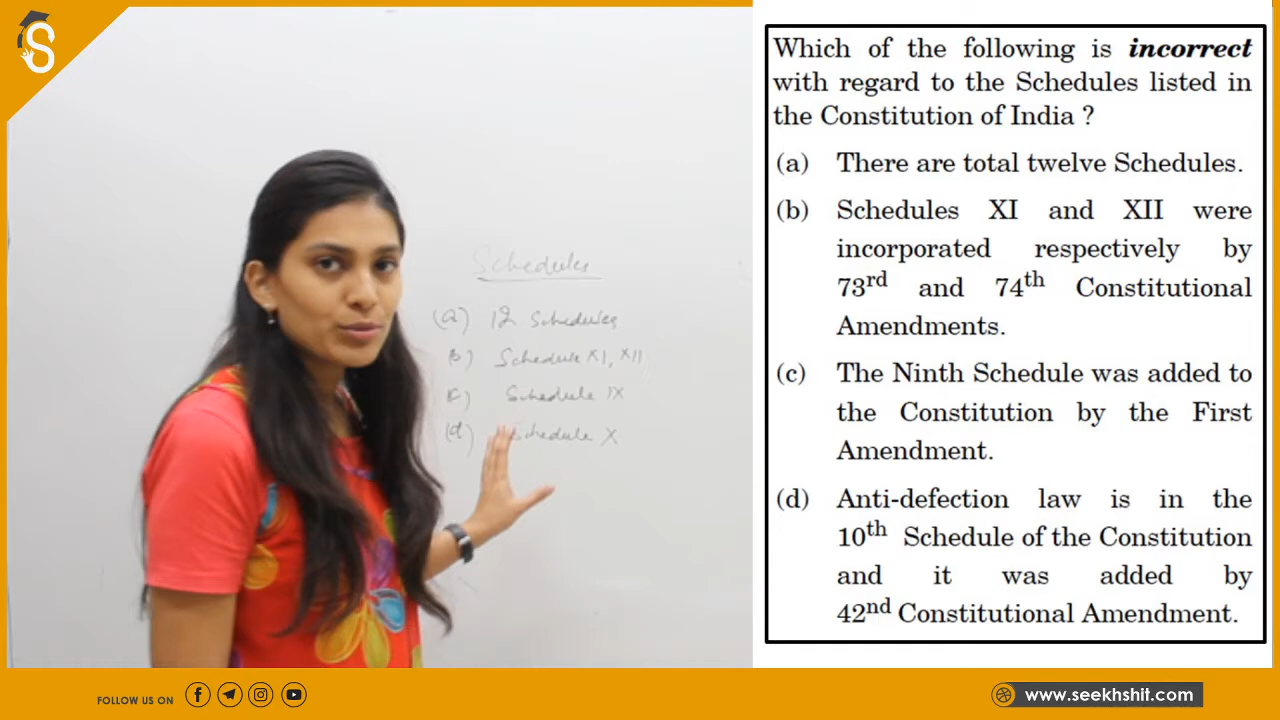 S
Which of the following is incorrect
with regard to the Schedules listed in
the Constitution of India ?
(a) There are total twelve Schedules.
(b) Schedules XI and XII were
incorporated respectively by
73rd and 74th Constitutional
Amendments.
(c) The Ninth Schedule was added to
the Constitution by the First
Amendment.
(d) Anti-defection law is in the
10th Schedule of the Constitution
and it was added by
42nd Constitutional Amendment.
Schedules
(a) 12 Schedules
(b) Schedule XI, XII
(c) Schedule IX
(d) Schedule X
FOLLOW US ON
www.seekhshit.com